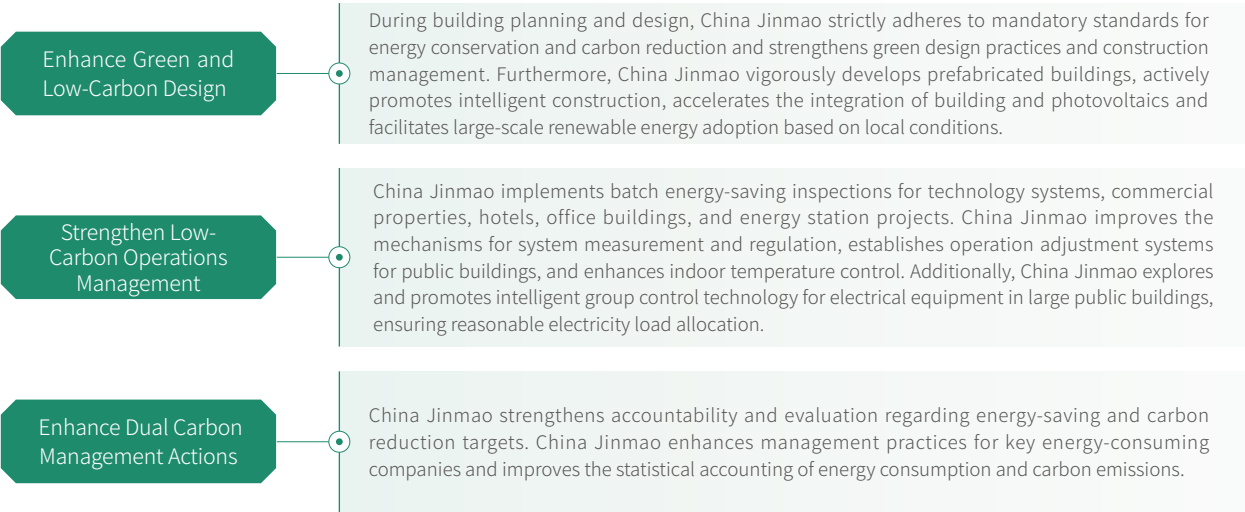 Enhance Green and
Low-Carbon Design
During building planning and design, China Jinmao strictly adheres to mandatory standards for
energy conservation and carbon reduction and strengthens green design practices and construction
management. Furthermore, China Jinmao vigorously develops prefabricated buildings, actively
promotes intelligent construction, accelerates the integration of building and photovoltaics and
facilitates large-scale renewable energy adoption based on local conditions.
Strengthen Low-
Carbon Operations
Management
China Jinmao implements batch energy-saving inspections for technology systems, commercial
properties, hotels, office buildings, and energy station projects. China Jinmao improves the
mechanisms for system measurement and regulation, establishes operation adjustment systems
for public buildings, and enhances indoor temperature control. Additionally, China Jinmao explores
and promotes intelligent group control technology for electrical equipment in large public buildings,
ensuring reasonable electricity load allocation.
Enhance Dual Carbon
Management Actions
China Jinmao strengthens accountability and evaluation regarding energy-saving and carbon
reduction targets. China Jinmao enhances management practices for key energy-consuming
companies and improves the statistical accounting of energy consumption and carbon emissions.